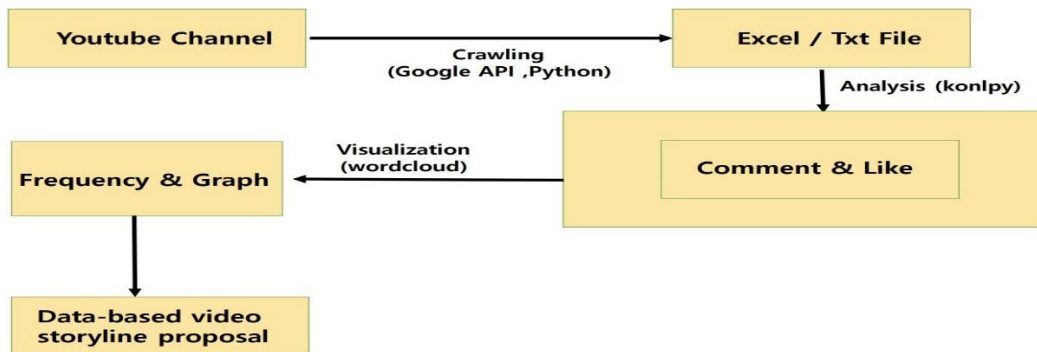 Youtube Channel
Crawling
(Google API ,Python)
Excel / Txt File
Analysis (konlpy)
Comment & Like
Visualization
(wordcloud)
Frequency & Graph
Data-based video
storyline proposal